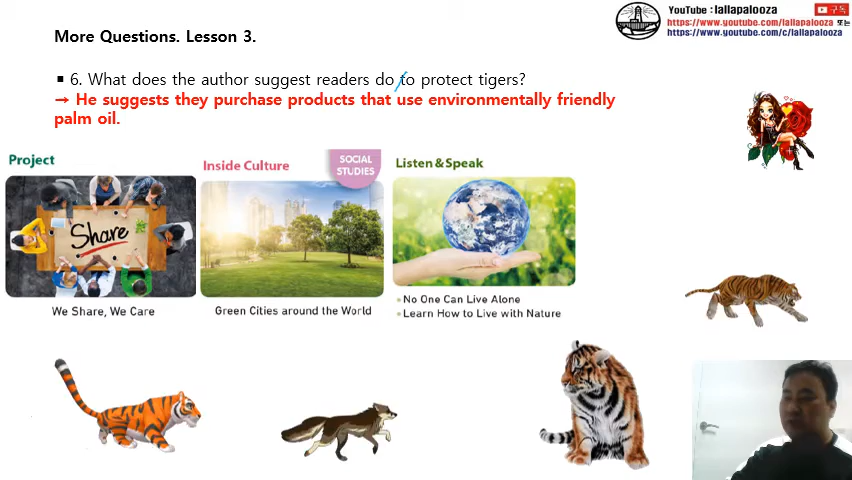 YouTube : lallapalooza
구독
https://www.youtube.com/lallapalooza 또는
https://www.youtube.com/c/lallapalooza
More Questions. Lesson 3.
▪ 6. What does the author suggest readers do to protect tigers?
→ He suggests they purchase products that use environmentally friendly
palm oil.
Project
Share
We Share, We Care
Inside Culture
SOCIAL
STUDIES
Green Cities around the World
Listen & Speak
• No One Can Live Alone
• Learn How to Live with Nature